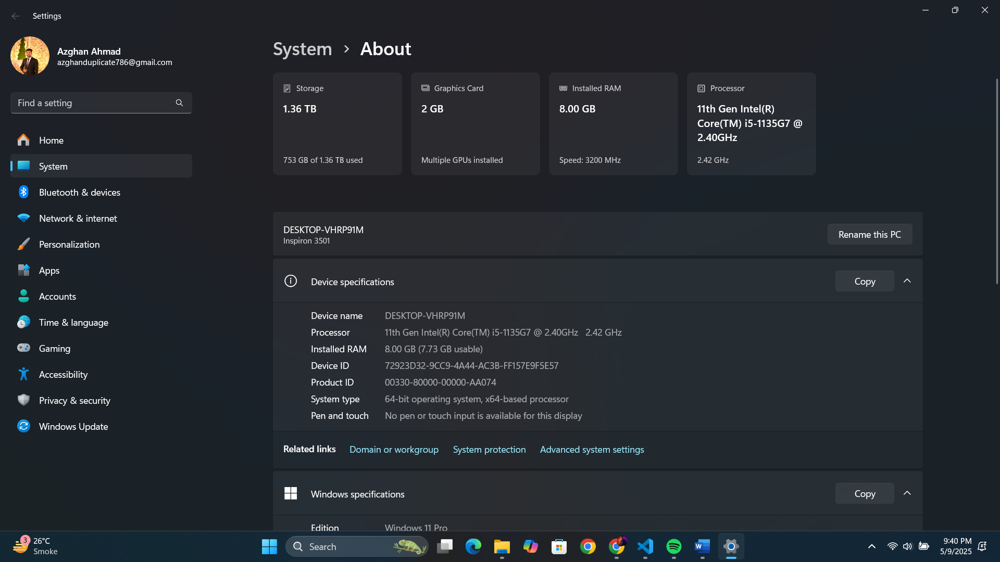 Settings
Azghan Ahmad
azghanduplicate786@gmail.com
Find a setting
Home
System
Bluetooth & devices
Network & internet
Personalization
Apps
Accounts
Time & language
Gaming
Accessibility
Privacy & security
Windows Update
System > About
Storage
1.36 TB
753 GB of 1.36 TB used
Graphics Card
2 GB
Multiple GPUs installed
Installed RAM
8.00 GB
Speed: 3200 MHz
Processor
11th Gen Intel(R)
Core(TM) i5-1135G7 @
2.40GHz
2.42 GHz
DESKTOP-VHRP91M
Inspiron 3501
Rename this PC
Device specifications
Copy
Device name DESKTOP-VHRP91M
Processor 11th Gen Intel(R) Core(TM) i5-1135G7 @ 2.40GHz 2.42 GHz
Installed RAM 8.00 GB (7.73 GB usable)
Device ID 72923D32-9CC9-4A44-AC3B-FF157E9F5E57
Product ID 00330-80000-00000-AA074
System type 64-bit operating system, x64-based processor
Pen and touch No pen or touch input is available for this display
Related links Domain or workgroup System protection Advanced system settings
Windows specifications
Copy
Edition Windows 11 Pro
3
26°C
Smoke
Search
9:40 PM
5/9/2025